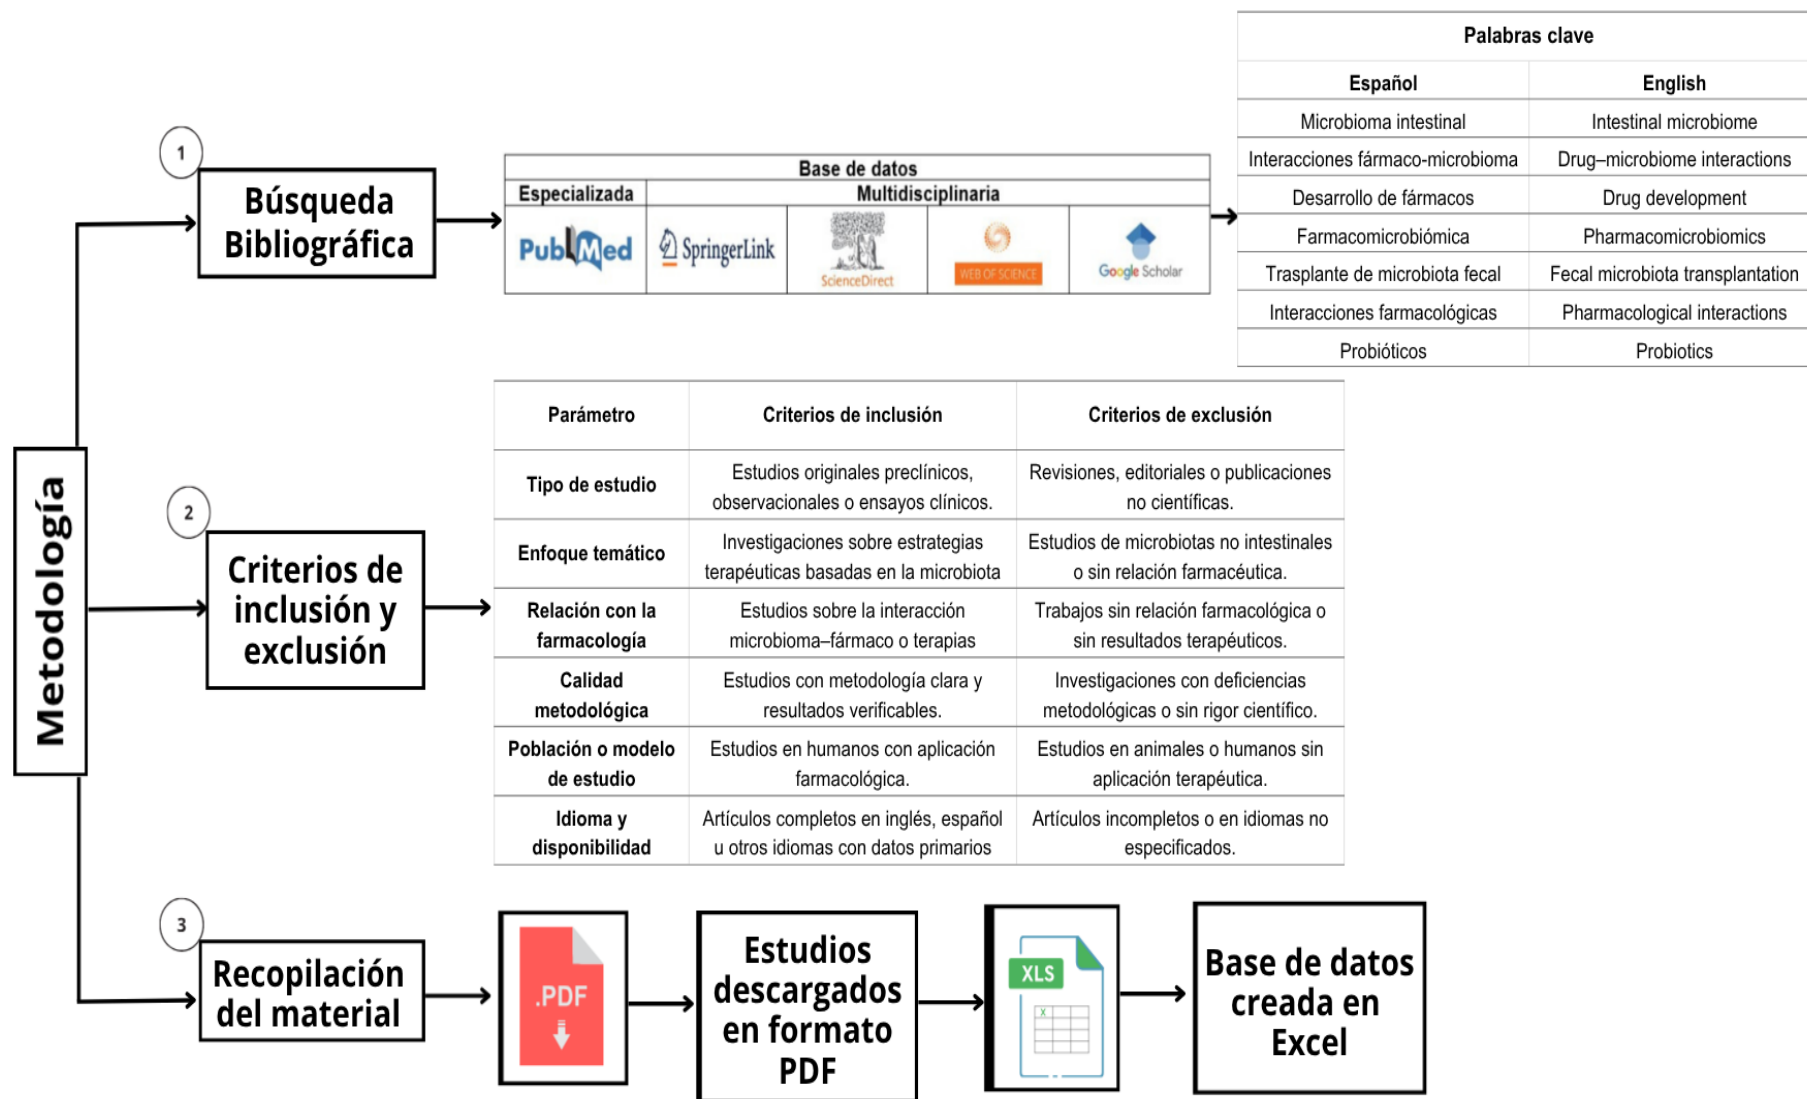 Metodología
1
Búsqueda
Bibliográfica
Base de datos
Especializada
Multidisciplinaria
PubMed
SpringerLink
ScienceDirect
WEB OF SCIENCE
Google Scholar
Palabras clave
Español English
Microbioma intestinal Intestinal microbiome
Interacciones fármaco-microbioma Drug–microbiome interactions
Desarrollo de fármacos Drug development
Farmacomicrobiómica Pharmacomicrobiomics
Trasplante de microbiota fecal Fecal microbiota transplantation
Interacciones farmacológicas Pharmacological interactions
Probióticos Probiotics
2
Criterios de
inclusión y
exclusión
Parámetro Criterios de inclusión Criterios de exclusión
Tipo de estudio
Estudios originales preclínicos,
observacionales o ensayos clínicos.
Revisiones, editoriales o publicaciones
no científicas.
Enfoque temático
Investigaciones sobre estrategias
terapéuticas basadas en la microbiota
Estudios de microbiotas no intestinales
o sin relación farmacéutica.
Relación con la
farmacología
Estudios sobre la interacción
microbioma–fármaco o terapias
Trabajos sin relación farmacológica o
sin resultados terapéuticos.
Calidad
metodológica
Estudios con metodología clara y
resultados verificables.
Investigaciones con deficiencias
metodológicas o sin rigor científico.
Población o modelo
de estudio
Estudios en humanos con aplicación
farmacológica.
Estudios en animales o humanos sin
aplicación terapéutica.
Idioma y
disponibilidad
Artículos completos en inglés, español
u otros idiomas con datos primarios
Artículos incompletos o en idiomas no
especificados.
3
Recopilación
del material
.PDF
Estudios
descargados
en formato
PDF
XLS
X
Base de datos
creada en
Excel